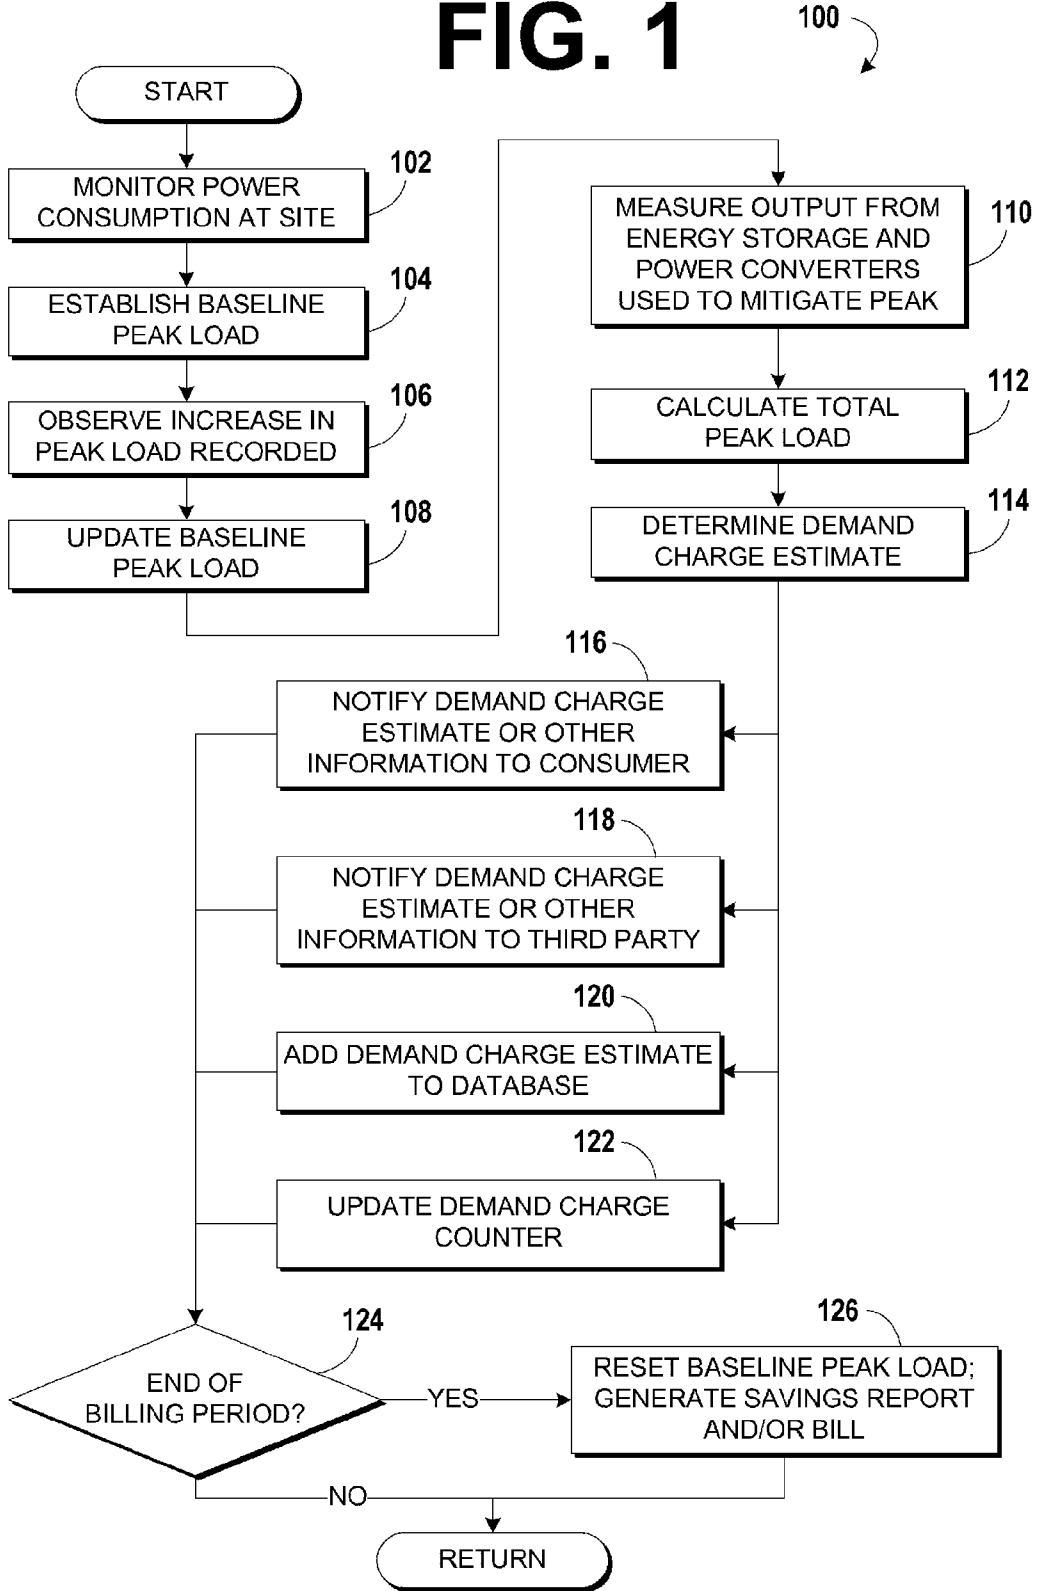 FIG. 1
100
START
102
MONITOR POWER
CONSUMPTION AT SITE
104
ESTABLISH BASELINE
PEAK LOAD
106
OBSERVE INCREASE IN
PEAK LOAD RECORDED
108
UPDATE BASELINE
PEAK LOAD
110
MEASURE OUTPUT FROM
ENERGY STORAGE AND
POWER CONVERTERS
USED TO MITIGATE PEAK
112
CALCULATE TOTAL
PEAK LOAD
114
DETERMINE DEMAND
CHARGE ESTIMATE
116
NOTIFY DEMAND CHARGE
ESTIMATE OR OTHER
INFORMATION TO CONSUMER
118
NOTIFY DEMAND CHARGE
ESTIMATE OR OTHER
INFORMATION TO THIRD PARTY
120
ADD DEMAND CHARGE ESTIMATE
TO DATABASE
122
UPDATE DEMAND CHARGE
COUNTER
124
END OF
BILLING PERIOD?
YES
126
RESET BASELINE PEAK LOAD;
GENERATE SAVINGS REPORT
AND/OR BILL
NO
RETURN